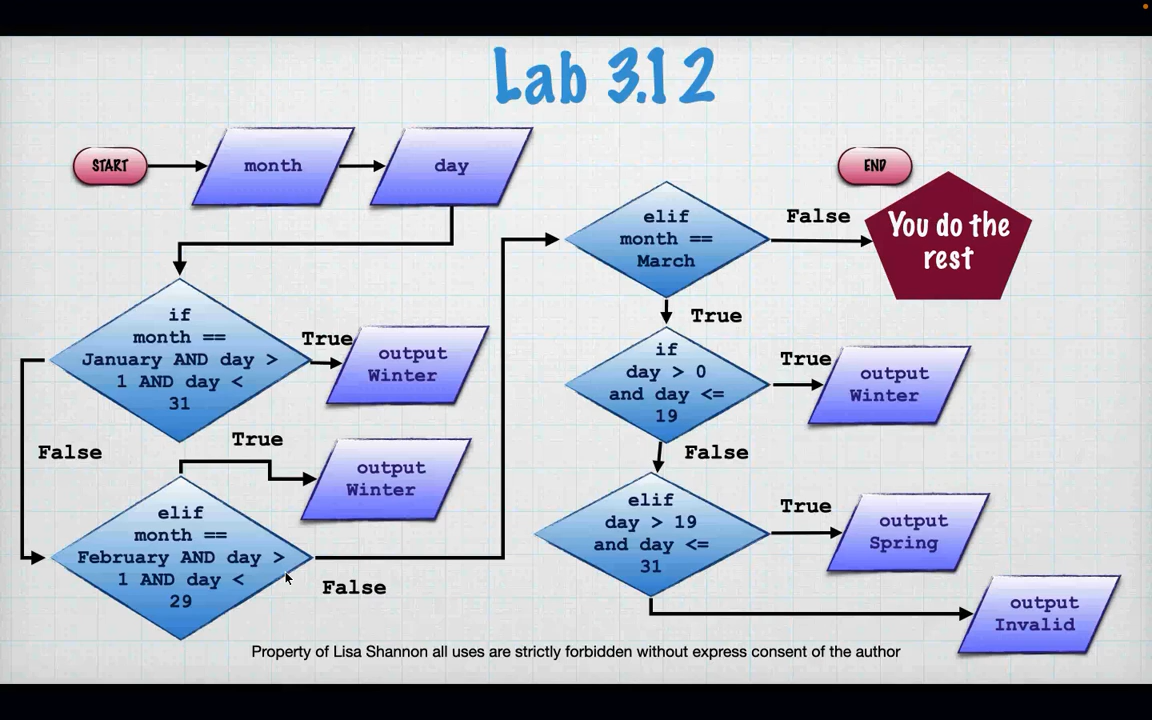 Lab 3.12
START
month
day
if
month ==
January AND day >
1 AND day <
31
True
output
Winter
False
True
output
Winter
elif
month ==
February AND day >
1 AND day <
29
False
elif
month ==
March
False
END
You do the
rest
True
if
day > 0
and day <=
19
True
output
Winter
False
elif
day > 19
and day <=
31
True
output
Spring
output
Invalid
Property of Lisa Shannon all uses are strictly forbidden without express consent of the author